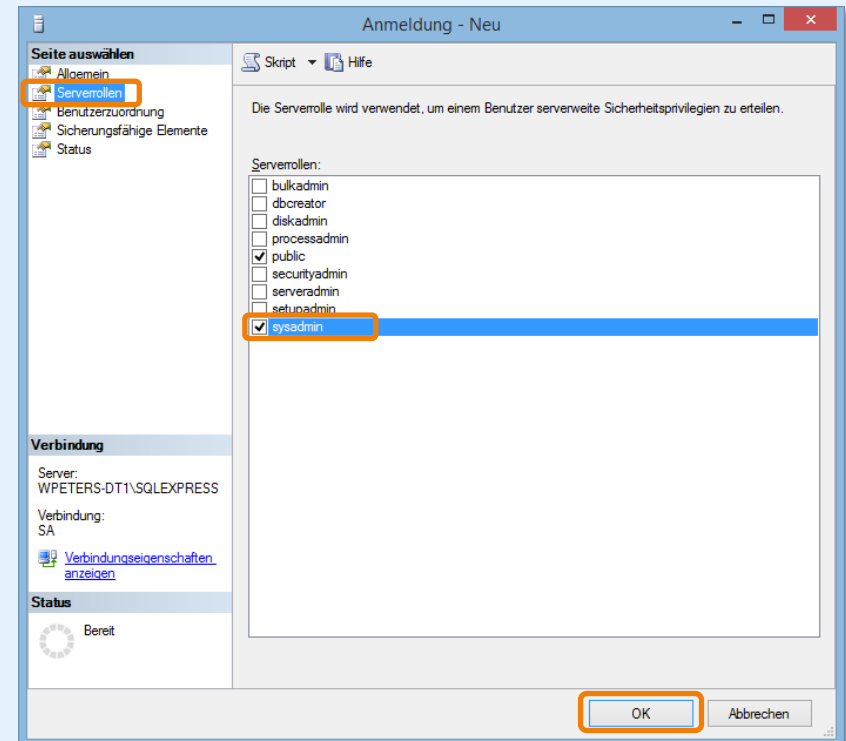 Anmeldung - Neu
Seite auswählen
Allgemein
Serverrollen
Benutzerzuordnung
Sicherungsfähige Elemente
Status
Skript
Hilfe
Die Serverrolle wird verwendet, um einem Benutzer serverweite Sicherheitsprivilegien zu erteilen.
Serverrollen:
bulkadmin
dbcreator
diskadmin
processadmin
public
securityadmin
serveradmin
setupadmin
sysadmin
Verbindung
Server:
WPETERS-DT1\SQLEXPRESS
Verbindung:
SA
Verbindungseigenschaften
anzeigen
Status
Bereit
OK
Abbrechen